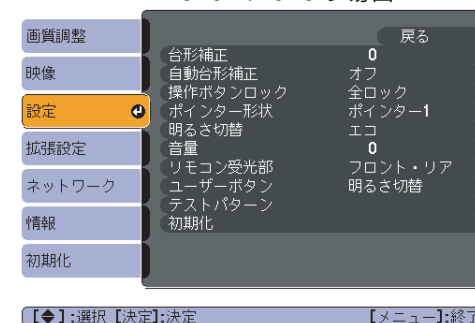 画質調整
映像
設定
拡張設定
ネットワーク
情報
初期化
戻る
台形補正 0
自動台形補正 オフ
操作ボタンロック 全ロック
ポインター形状 ポインター1
明るさ切替 エコ
音量 0
リモコン受光部 フロント・リア
ユーザーボタン 明るさ切替
テストパターン
初期化
【◆】:選択 【決定】:決定 【メニュー】:終了